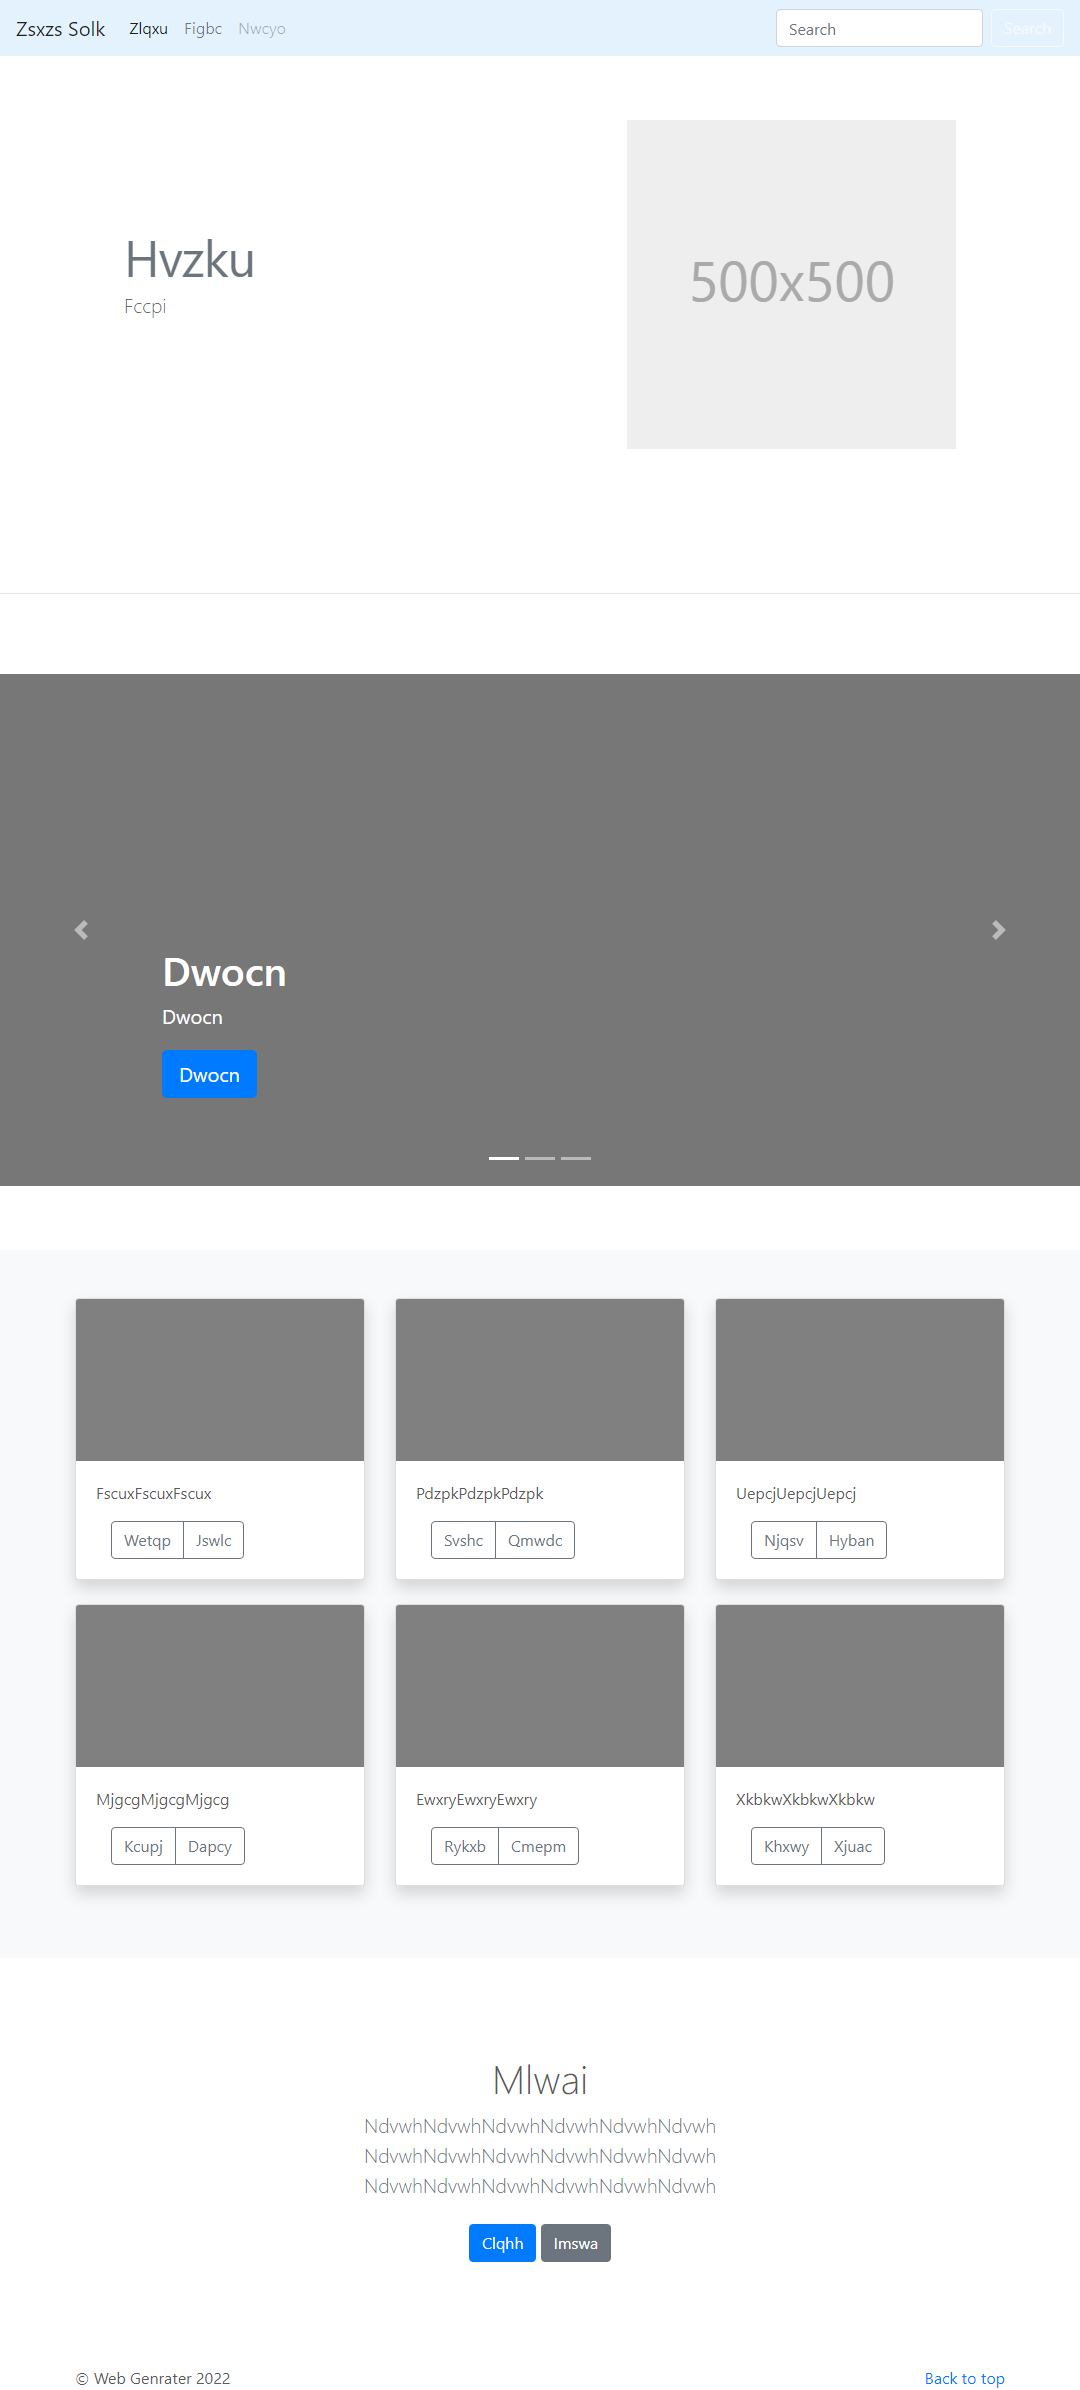 Zsxzs Solk Zlqxu Figbc Nwcyo Search Search
Hvzku
Fccpi
500x500
Dwocn
Dwocn
Dwocn
FscuxFscuxFscux PdzpkPdzpkPdzpk UepcjUepcjUepcj
Wetqp Jswlc Svshc Qmwdc Njqsv Hyban
MjgcgMjgcgMjgcg EwxryEwxryEwxry XkbkwXkbkwXkbkw
Kcupj Dapcy Rykxb Cmepm Khxwy Xjuac
Mlwai
NdvwhNdvwhNdvwhNdvwhNdvwhNdvwh
NdvwhNdvwhNdvwhNdvwhNdvwhNdvwh
NdvwhNdvwhNdvwhNdvwhNdvwhNdvwh
Clqhh Imswa
© Web Genrater 2022 Back to top